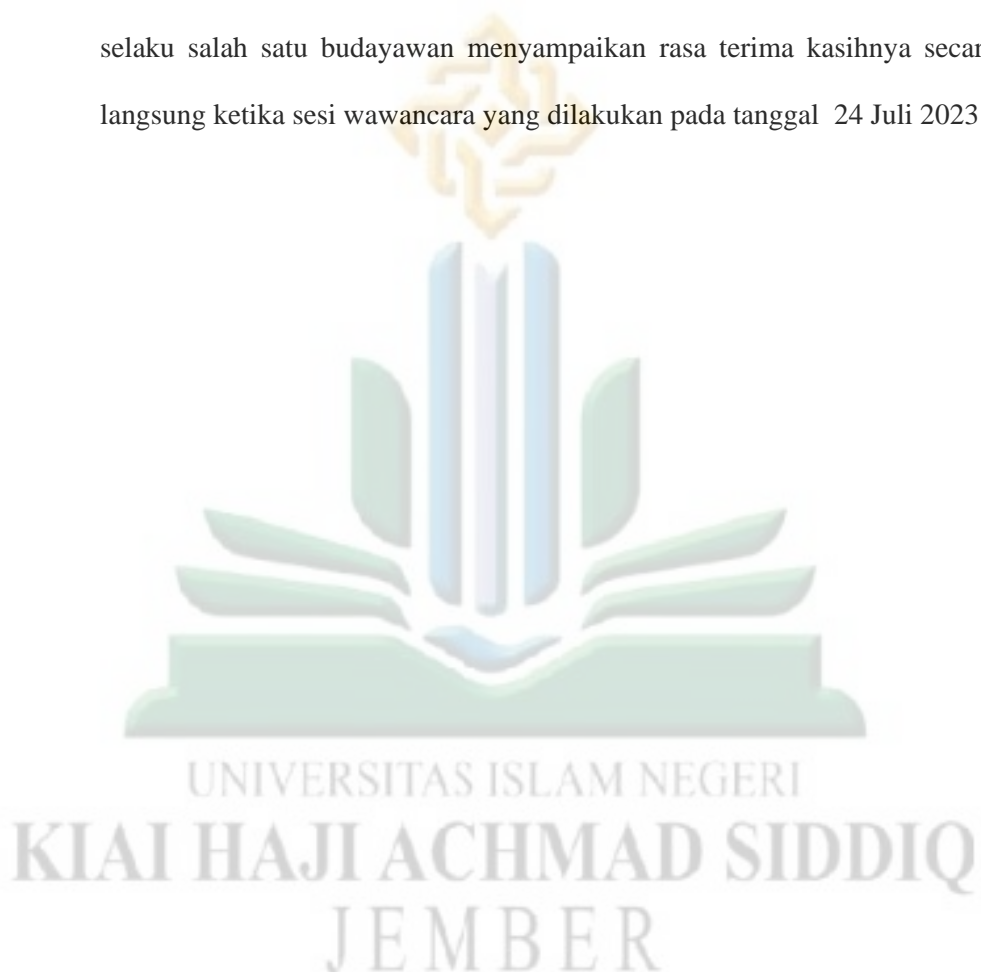 selaku salah satu budayawan menyampaikan rasa terima kasihnya secar
langsung ketika sesi wawancara yang dilakukan pada tanggal 24 Juli 2023
UNIVERSITAS ISLAM NEGERI
KIAI HAJI ACHMAD SIDDIQ
JEMBER